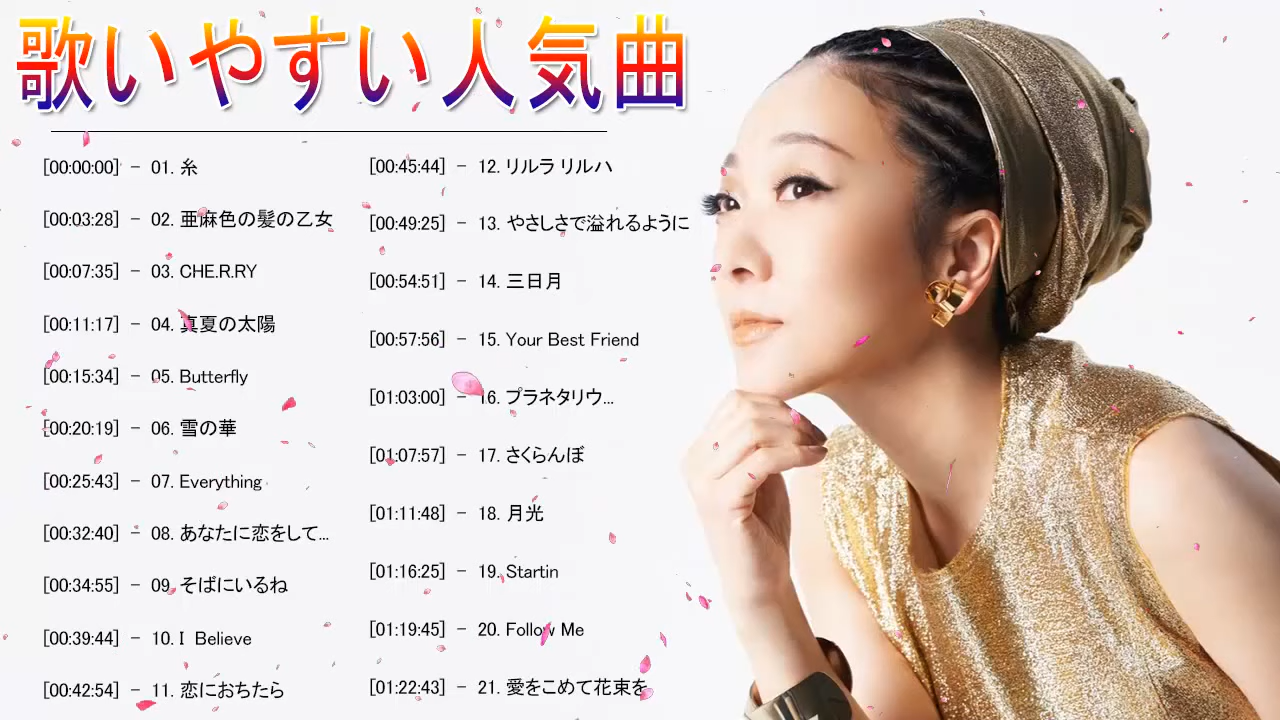 歌いやすい人気曲
[00:00:00] － 01. 糸
[00:03:28] － 02. 亜麻色の髪の乙女
[00:07:35] － 03. CHE.R.RY
[00:11:17] － 04. 真夏の太陽
[00:15:34] － 05. Butterfly
[00:20:19] － 06. 雪の華
[00:25:43] － 07. Everything
[00:32:40] － 08. あなたに恋をして...
[00:34:55] － 09. そばにいるね
[00:39:44] － 10. I Believe
[00:42:54] － 11. 恋におちたら
[00:45:44] － 12. リルラ リルハ
[00:49:25] － 13. やさしさで溢れるように
[00:54:51] － 14. 三日月
[00:57:56] － 15. Your Best Friend
[01:03:00] － 16. プラネタリウ...
[01:07:57] － 17. さくらんぼ
[01:11:48] － 18. 月光
[01:16:25] － 19. Startin
[01:19:45] － 20. Follow Me
[01:22:43] － 21. 愛をこめて花束を